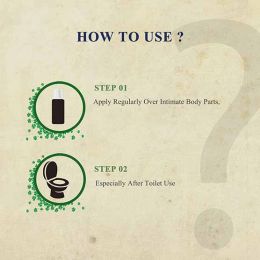 HOW TO USE ?
STEP 01
Apply Regularly Over Intimate Body Parts,
STEP 02
Especially After Toilet Use